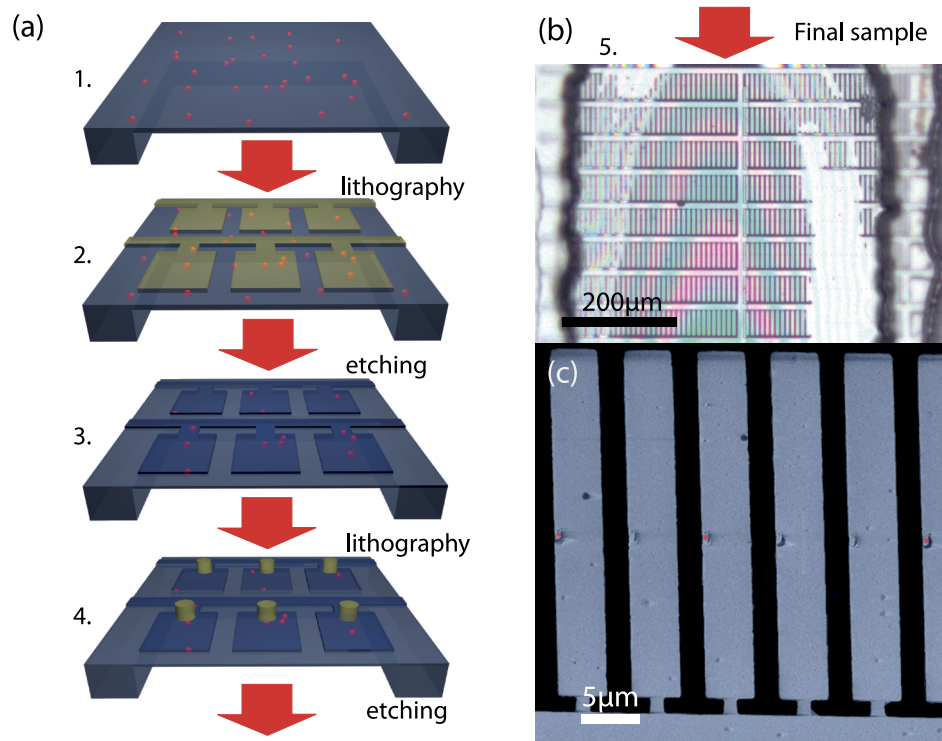 (a)
1.
lithography
2.
etching
3.
lithography
4.
etching
(b)
5.
Final sample
200µm
(c)
5µm